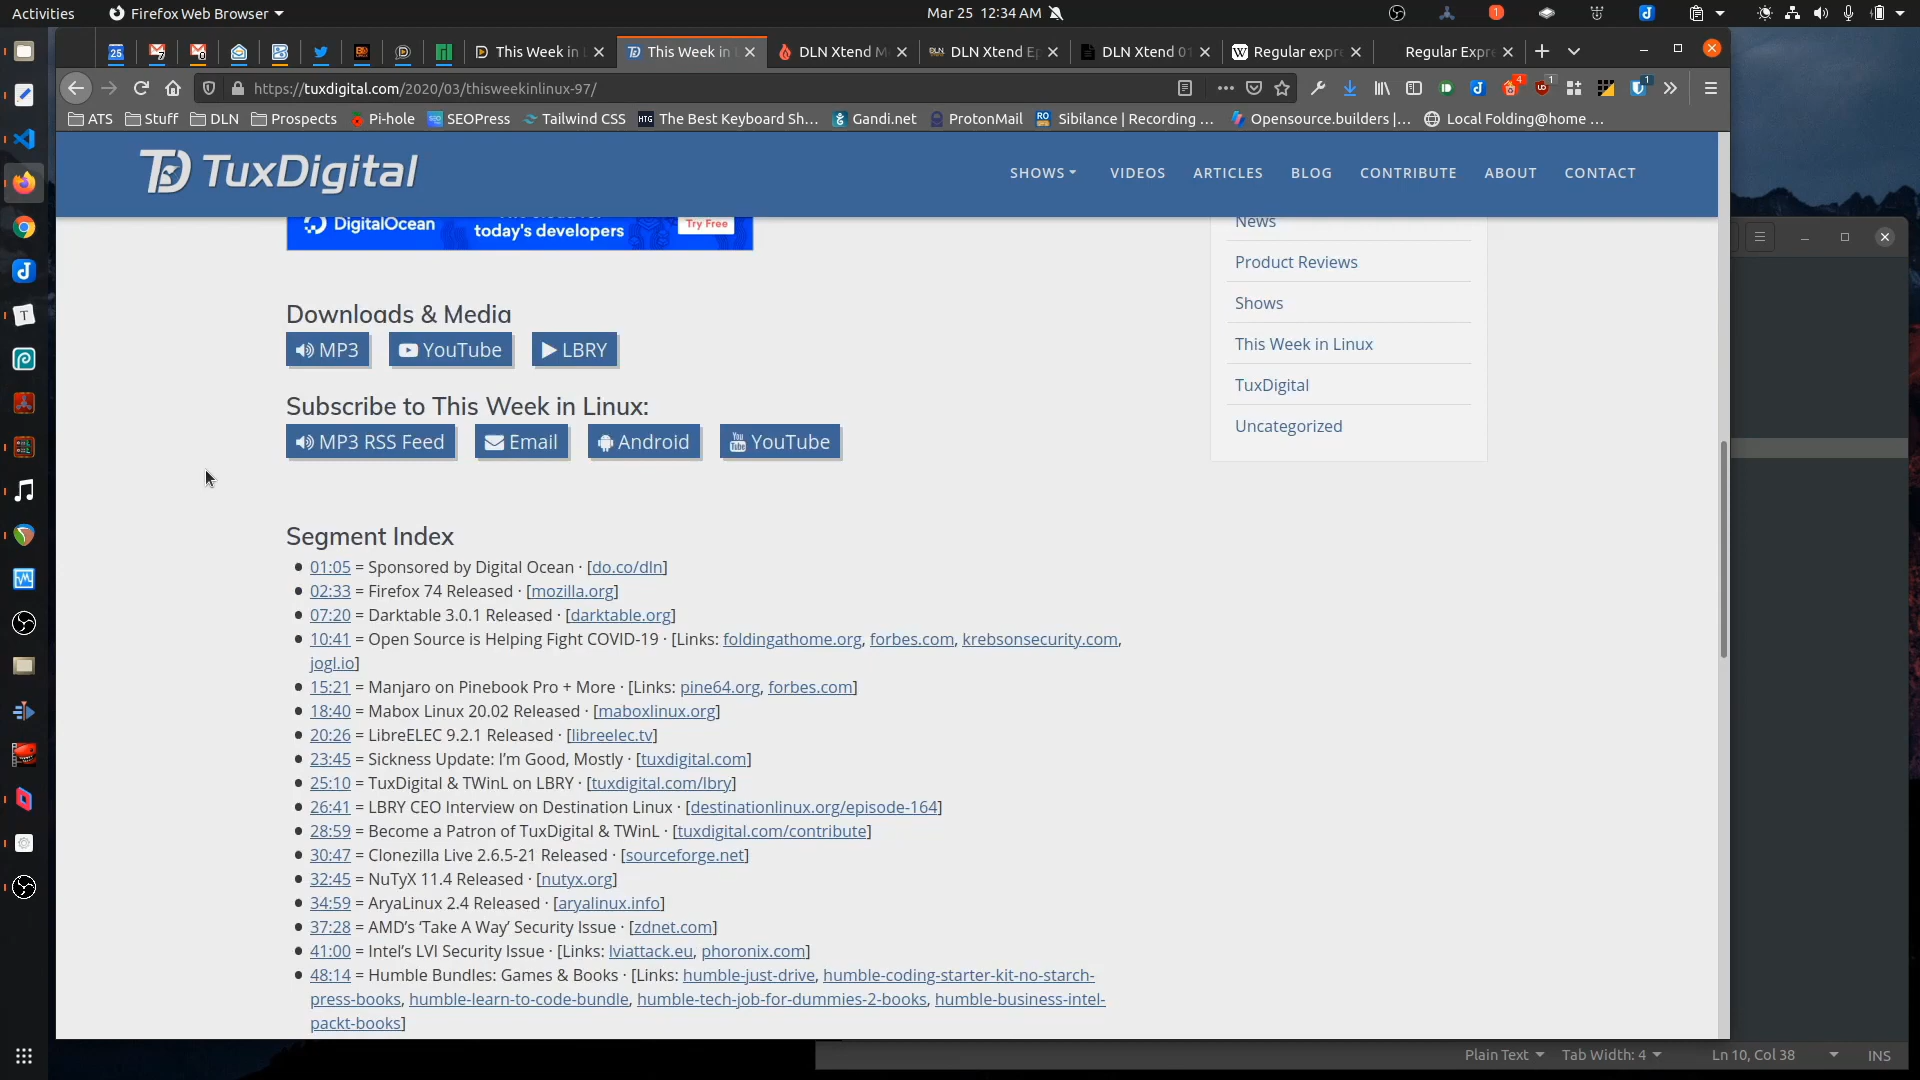 Activities
Firefox Web Browser
Mar 25 12:34 AM
1
25
This Week in L
This Week in L
DLN Xtend M
DLN Xtend Ep
DLN Xtend 01
Regular expr
Regular Expre
https://tuxdigital.com/2020/03/thisweekinlinux-97/
4
1
1
ATS
Stuff
DLN
Prospects
Pi-hole
SEOPress
Tailwind CSS
HTG The Best Keyboard Sh...
Gandi.net
ProtonMail
Sibilance | Recording ...
Opensource.builders |...
Local Folding@home ...
TuxDigital
SHOWS
VIDEOS
ARTICLES
BLOG
CONTRIBUTE
ABOUT
CONTACT
DigitalOcean
today's developers
Try Free
News
Product Reviews
Shows
This Week in Linux
TuxDigital
Uncategorized
Downloads & Media
MP3
YouTube
LBRY
Subscribe to This Week in Linux:
MP3 RSS Feed
Email
Android
YouTube
Segment Index
01:05 = Sponsored by Digital Ocean · [do.co/dln]
02:33 = Firefox 74 Released · [mozilla.org]
07:20 = Darktable 3.0.1 Released · [darktable.org]
10:41 = Open Source is Helping Fight COVID-19 · [Links: foldingathome.org, forbes.com, krebsonsecurity.com,
jogl.io]
15:21 = Manjaro on Pinebook Pro + More · [Links: pine64.org, forbes.com]
18:40 = Mabox Linux 20.02 Released · [maboxlinux.org]
20:26 = LibreELEC 9.2.1 Released · [libreelec.tv]
23:45 = Sickness Update: I’m Good, Mostly · [tuxdigital.com]
25:10 = TuxDigital & TWinL on LBRY · [tuxdigital.com/lbry]
26:41 = LBRY CEO Interview on Destination Linux · [destinationlinux.org/episode-164]
28:59 = Become a Patron of TuxDigital & TWinL · [tuxdigital.com/contribute]
30:47 = Clonezilla Live 2.6.5-21 Released · [sourceforge.net]
32:45 = NuTyX 11.4 Released · [nutyx.org]
34:59 = AryaLinux 2.4 Released · [aryalinux.info]
37:28 = AMD’s ‘Take A Way’ Security Issue · [zdnet.com]
41:00 = Intel’s LVI Security Issue · [Links: lviattack.eu, phoronix.com]
48:14 = Humble Bundles: Games & Books · [Links: humble-just-drive, humble-coding-starter-kit-no-starch-
press-books, humble-learn-to-code-bundle, humble-tech-job-for-dummies-2-books, humble-business-intel-
packt-books]
Plain Text
Tab Width: 4
Ln 10, Col 38
INS